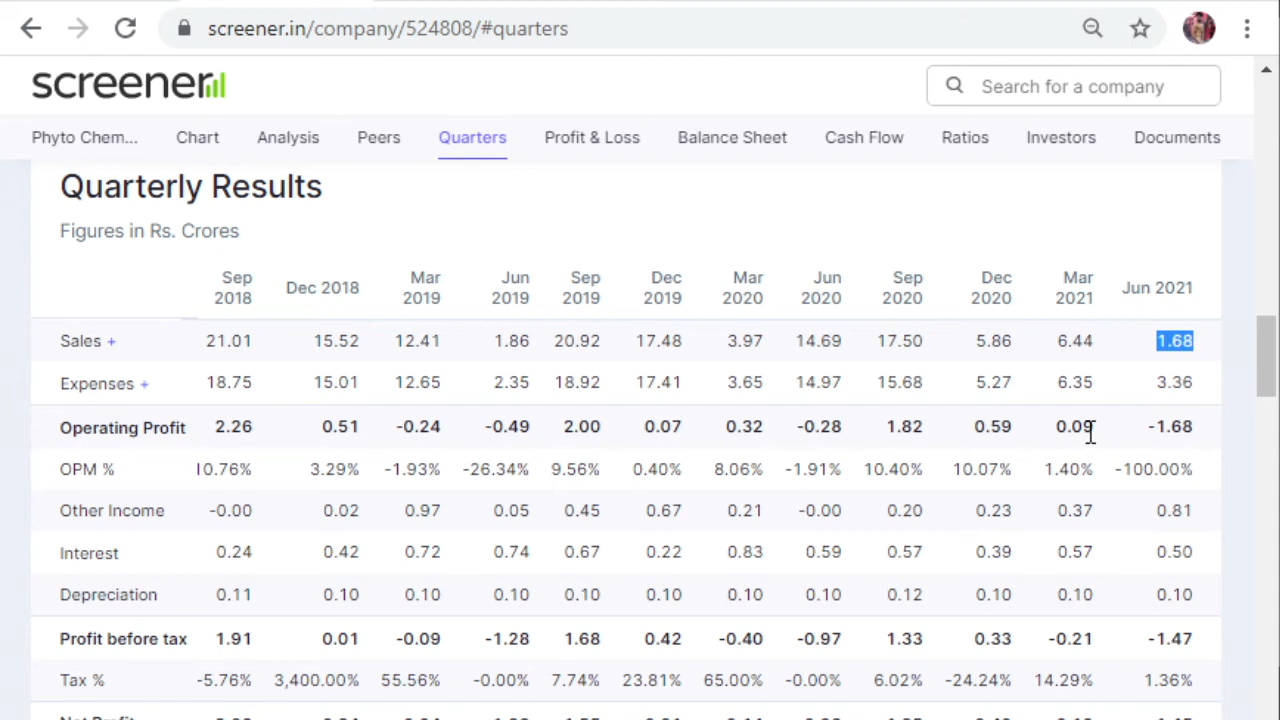 screener.in/company/524808/#quarters
screener
Search for a company
Phyto Chem... Chart Analysis Peers Quarters Profit & Loss Balance Sheet Cash Flow Ratios Investors Documents
Quarterly Results
Figures in Rs. Crores
Sep 2018 Dec 2018 Mar 2019 Jun 2019 Sep 2019 Dec 2019 Mar 2020 Jun 2020 Sep 2020 Dec 2020 Mar 2021 Jun 2021
Sales + 21.01 15.52 12.41 1.86 20.92 17.48 3.97 14.69 17.50 5.86 6.44 1.68
Expenses + 18.75 15.01 12.65 2.35 18.92 17.41 3.65 14.97 15.68 5.27 6.35 3.36
Operating Profit 2.26 0.51 -0.24 -0.49 2.00 0.07 0.32 -0.28 1.82 0.59 0.09 -1.68
OPM % 10.76% 3.29% -1.93% -26.34% 9.56% 0.40% 8.06% -1.91% 10.40% 10.07% 1.40% -100.00%
Other Income -0.00 0.02 0.97 0.05 0.45 0.67 0.21 -0.00 0.20 0.23 0.37 0.81
Interest 0.24 0.42 0.72 0.74 0.67 0.22 0.83 0.59 0.57 0.39 0.57 0.50
Depreciation 0.11 0.10 0.10 0.10 0.10 0.10 0.10 0.10 0.12 0.10 0.10 0.10
Profit before tax 1.91 0.01 -0.09 -1.28 1.68 0.42 -0.40 -0.97 1.33 0.33 -0.21 -1.47
Tax % -5.76% 3,400.00% 55.56% -0.00% 7.74% 23.81% 65.00% -0.00% 6.02% -24.24% 14.29% 1.36%